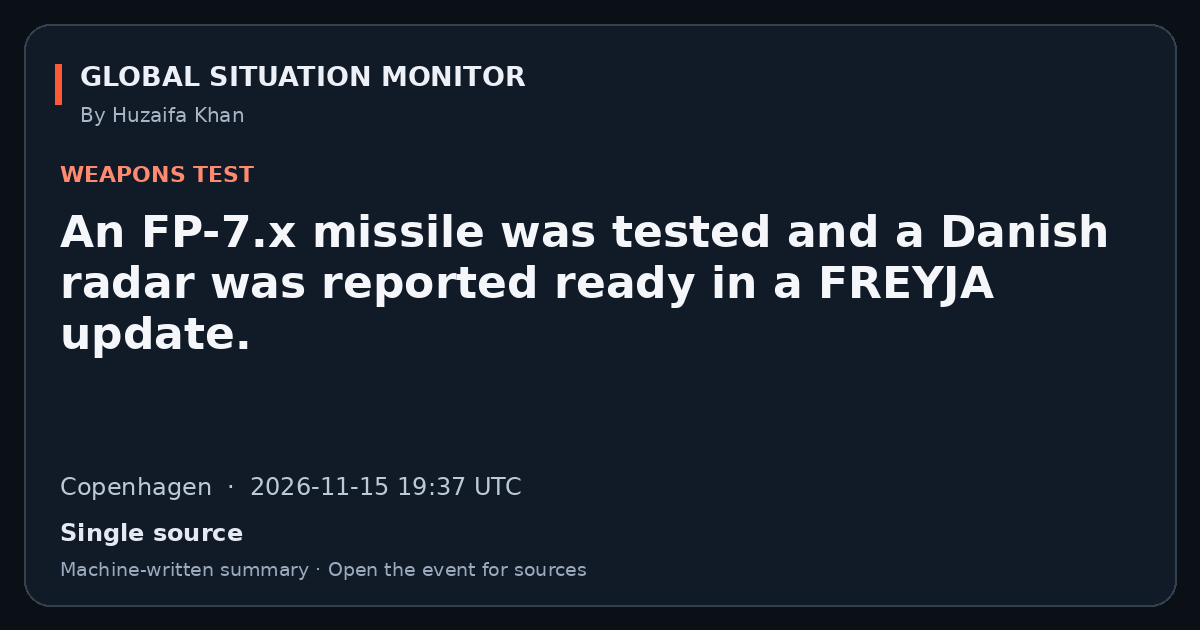 GLOBAL SITUATION MONITOR
By Huzaifa Khan
WEAPONS TEST
An FP-7.x missile was tested and a Danish
radar was reported ready in a FREYJA
update.
Copenhagen · 2026-11-15 19:37 UTC
Single source
Machine-written summary · Open the event for sources